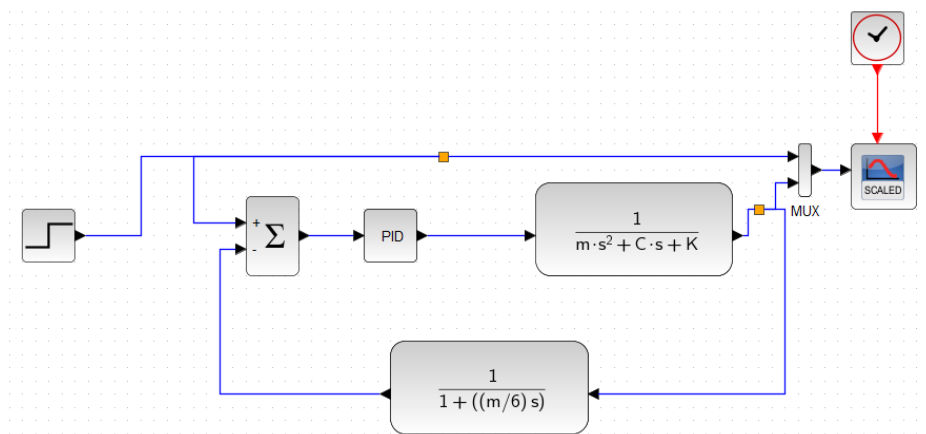 SCALED
MUX
+
-
Σ
PID
1
m·s² + C·s + K
1
1 + ((m/6) s)